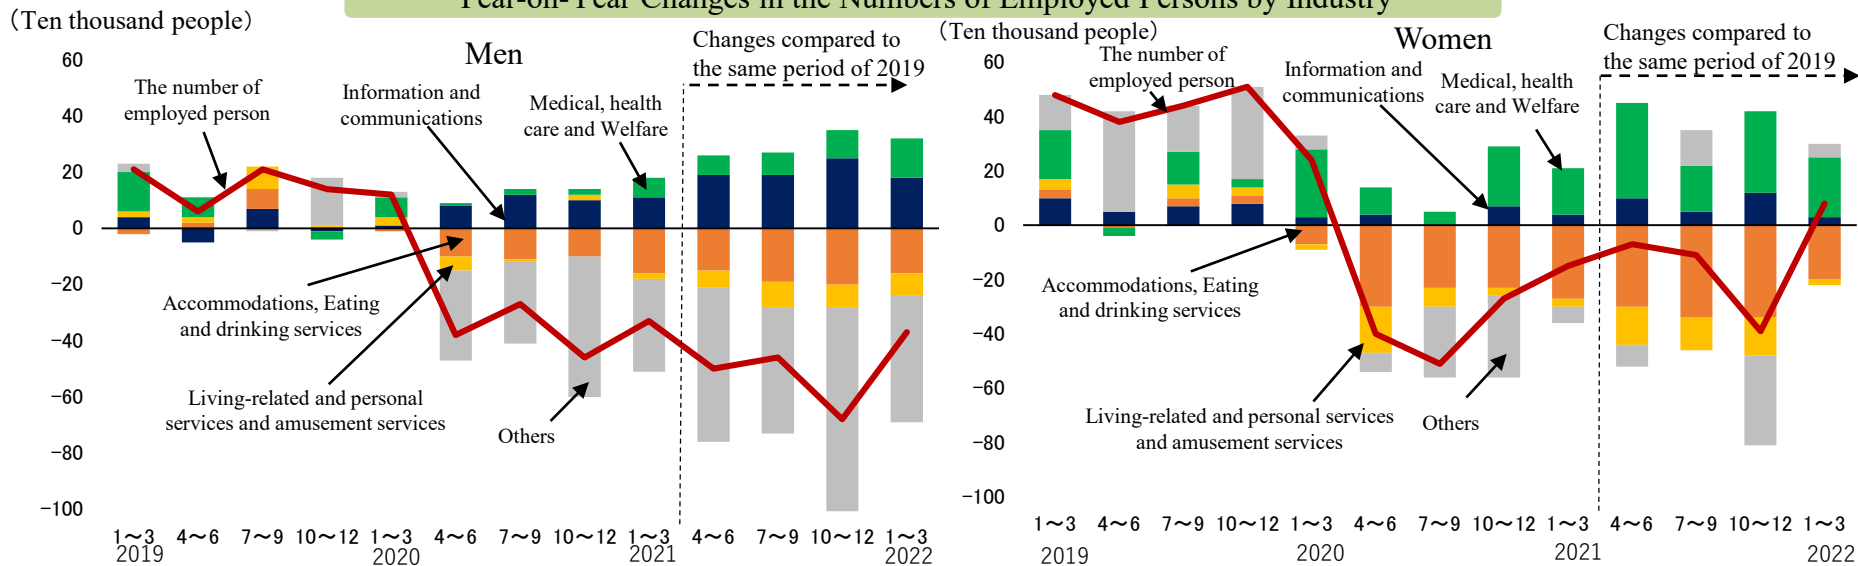 Year-on-Year Changes in the Numbers of Employed Persons by Industry
（Ten thousand people）
Men
Changes compared to
the same period of 2019
60
40
20
0
−20
−40
−60
−80
−100
The number of
employed person
Information and
communications
Medical, health
care and Welfare
Accommodations, Eating
and drinking services
Living-related and personal
services and amusement services
Others
1～3 4～6 7～9 10～12 1～3 4～6 7～9 10～12 1～3 4～6 7～9 10～12 1～3
2019 2020 2021 2022
（Ten thousand people）
Women
Changes compared to
the same period of 2019
60
40
20
0
−20
−40
−60
−80
−100
The number of
employed person
Information and
communications
Medical, health
care and Welfare
Accommodations, Eating
and drinking services
Living-related and personal services
and amusement services
Others
1～3 4～6 7～9 10～12 1～3 4～6 7～9 10～12 1～3 4～6 7～9 10～12 1～3
2019 2020 2021 2022